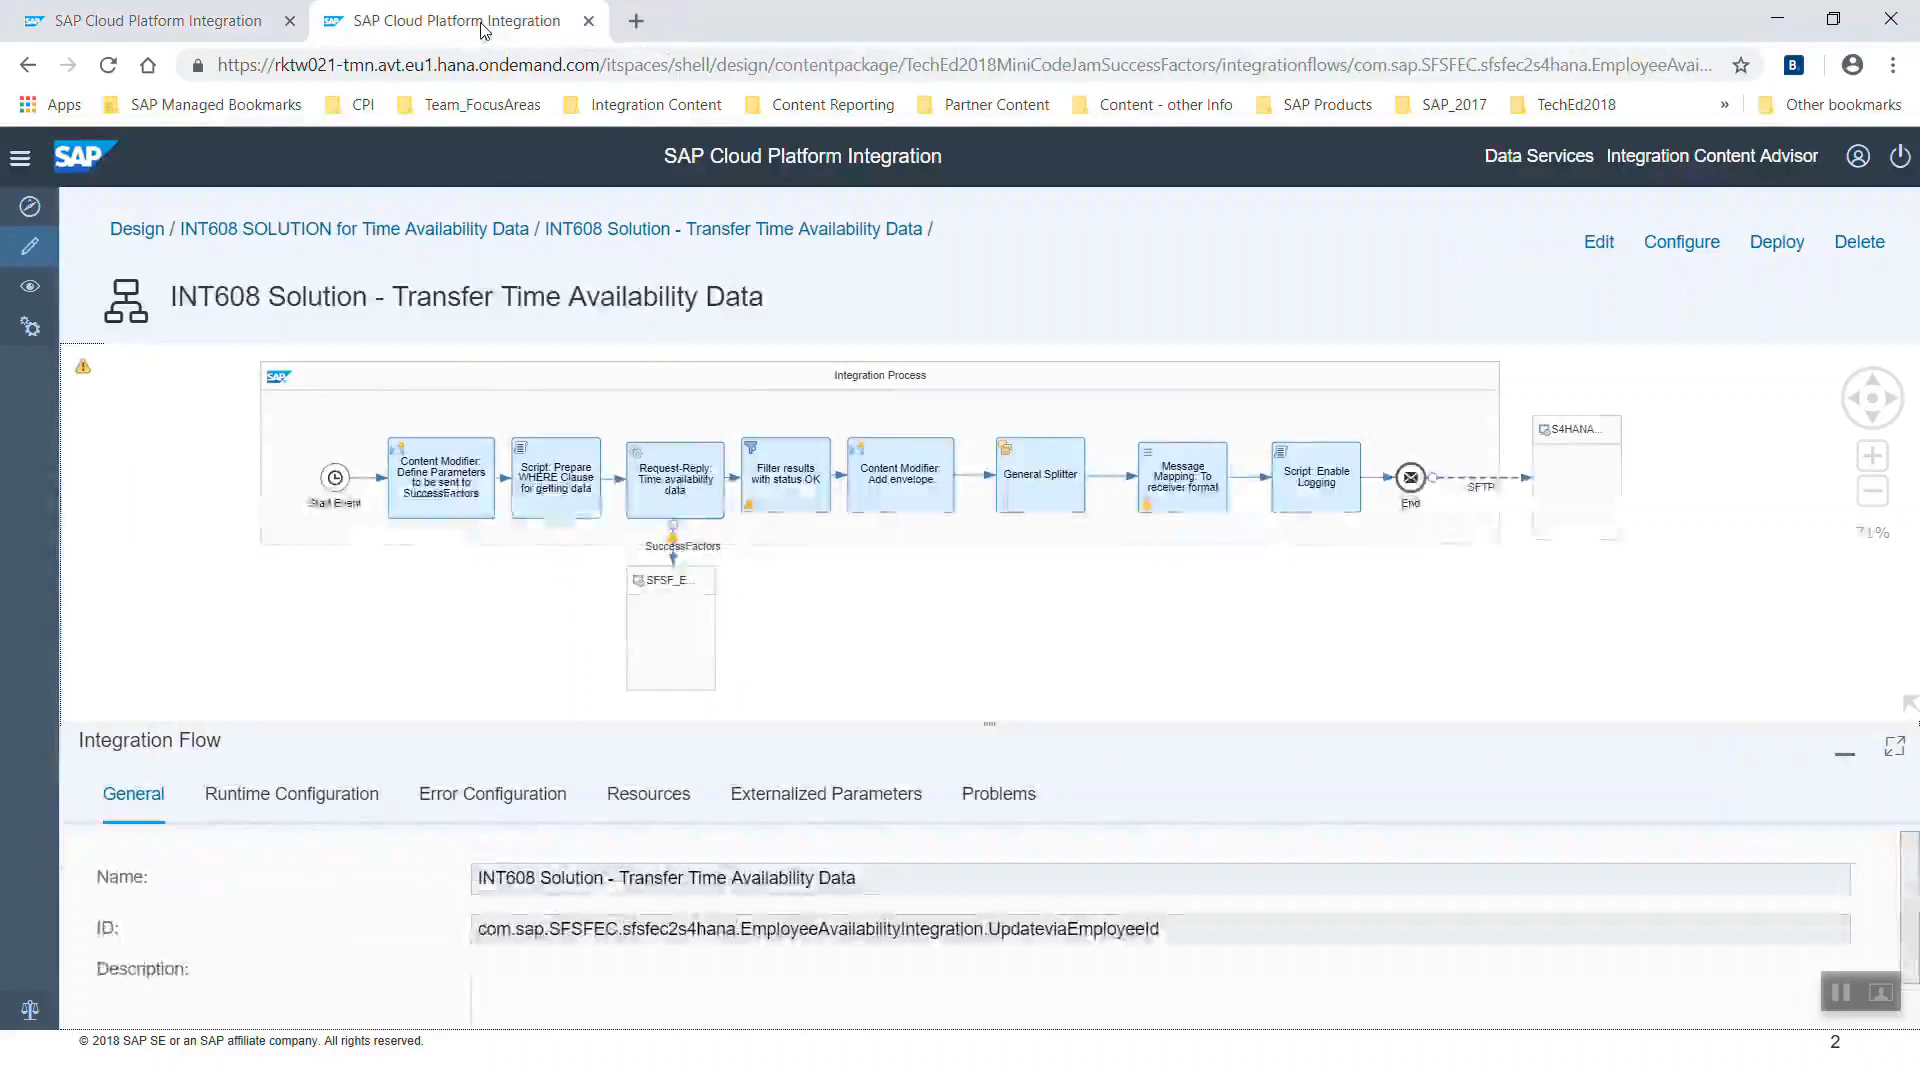 SAP Cloud Platform Integration
SAP Cloud Platform Integration
https://rktw021-tmn.avt.eu1.hana.ondemand.com/itspaces/shell/design/contentpackage/TechEd2018MiniCodeJamSuccessFactors/integrationflows/com.sap.SFSFEC.sfsfec2s4hana.EmployeeAvai...
B.
Apps SAP Managed Bookmarks CPI Team_FocusAreas Integration Content Content Reporting Partner Content Content - other Info SAP Products SAP_2017 TechEd2018 » Other bookmarks
SAP SAP Cloud Platform Integration Data Services Integration Content Advisor
Design / INT608 SOLUTION for Time Availability Data / INT608 Solution - Transfer Time Availability Data /
Edit Configure Deploy Delete
INT608 Solution - Transfer Time Availability Data
SAP Integration Process
Start Event
Content Modifier:
Define Parameters
to be sent to
SuccessFactors
Script: Prepare
WHERE Clause
for getting data
Request-Reply:
Time availability
data
Filter results
with status OK
Content Modifier:
Add envelope.
General Splitter
Message
Mapping: To
receiver format
Script: Enable
Logging
End
SFTP
S4HANA...
SuccessFactors
SFSF_E...
71%
Integration Flow
General Runtime Configuration Error Configuration Resources Externalized Parameters Problems
Name: INT608 Solution - Transfer Time Availability Data
ID: com.sap.SFSFEC.sfsfec2s4hana.EmployeeAvailabilityIntegration.UpdateviaEmployeeId
Description:
© 2018 SAP SE or an SAP affiliate company. All rights reserved. 2